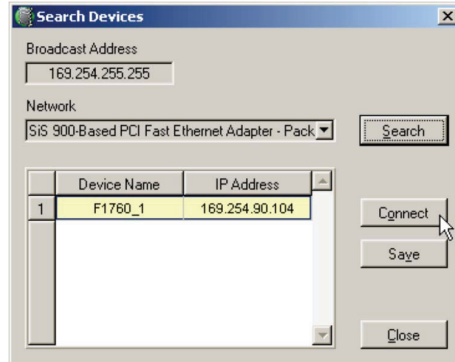 Search Devices
Broadcast Address
169.254.255.255
Network
SiS 900-Based PCI Fast Ethernet Adapter - Pack
Search
Device Name IP Address
1 F1760_1 169.254.90.104
Connect
Save
Close